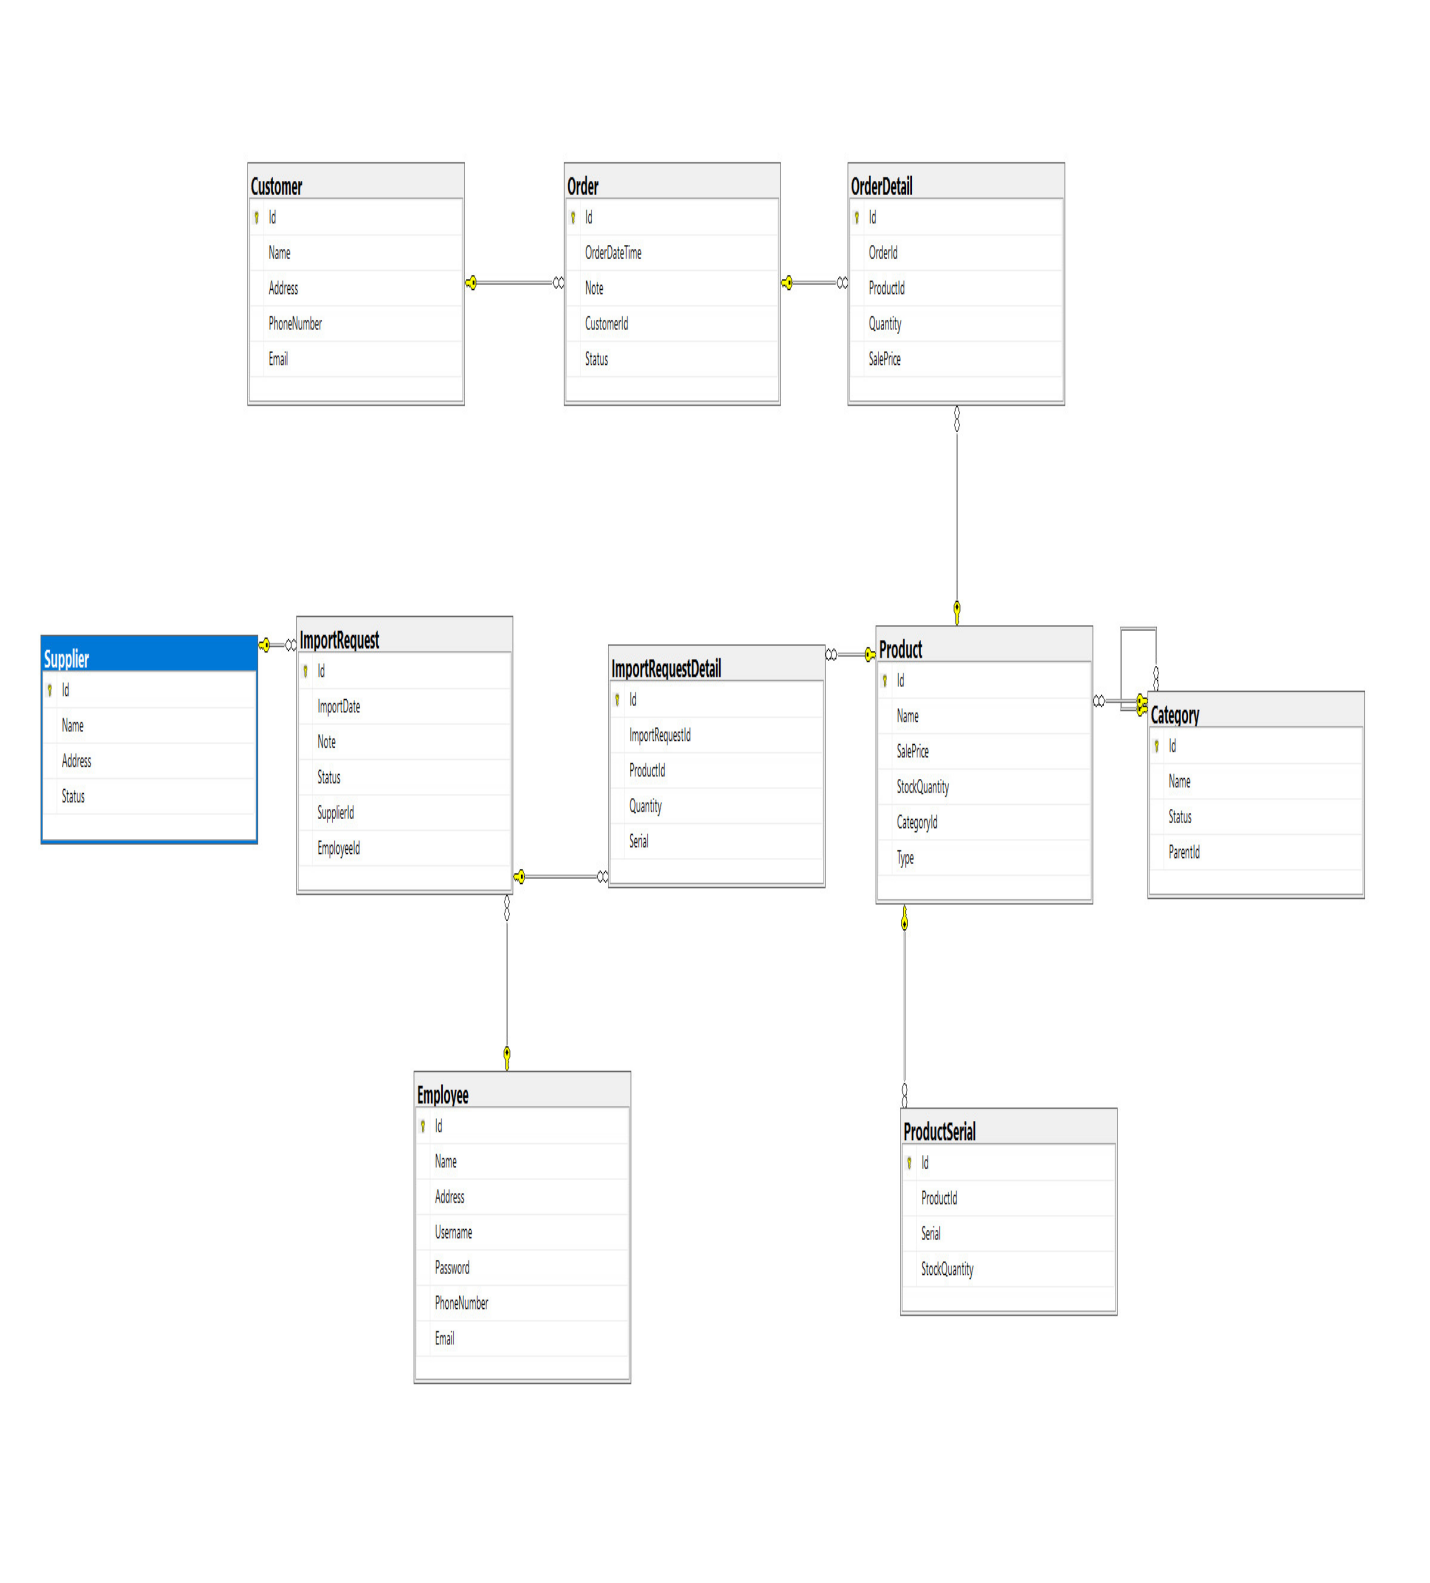 Customer
Id
Name
Address
PhoneNumber
Email
Order
Id
OrderDateTime
Note
CustomerId
Status
OrderDetail
Id
OrderId
ProductId
Quantity
SalePrice
Supplier
Id
Name
Address
Status
ImportRequest
Id
ImportDate
Note
Status
SupplierId
EmployeeId
ImportRequestDetail
Id
ImportRequestId
ProductId
Quantity
Serial
Product
Id
Name
SalePrice
StockQuantity
CategoryId
Type
Category
Id
Name
Status
ParentId
Employee
Id
Name
Address
Username
Password
PhoneNumber
Email
ProductSerial
Id
ProductId
Serial
StockQuantity